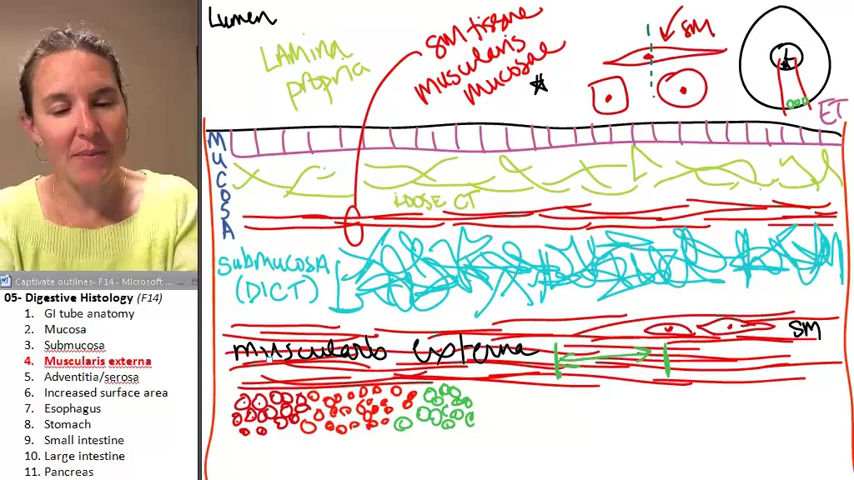 Lumen
LAMINA
propria
SM tissue
muscularis
mucosae
SM
ET
MUCOSA
LOOSE CT
SubmucosA
(DICT)
SM
externa
Captivate outlines- F14 - Microsoft ...
05- Digestive Histology (F14)
1. GI tube anatomy
2. Mucosa
3. Submucosa
4. Muscularis externa
5. Adventitia/serosa
6. Increased surface area
7. Esophagus
8. Stomach
9. Small intestine
10. Large intestine
11. Pancreas